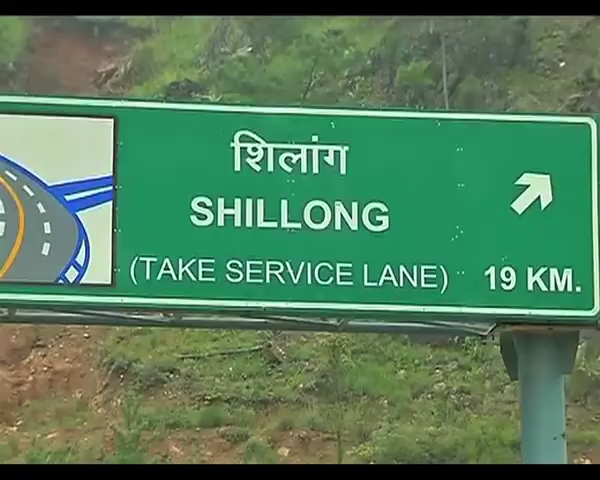 शिलांग
SHILLONG
(TAKE SERVICE LANE)
19 KM.